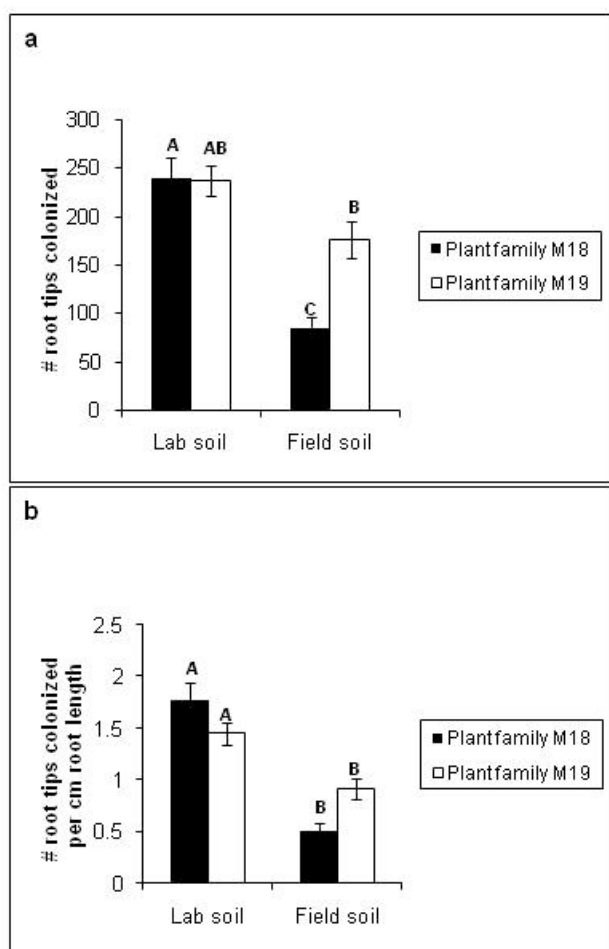 a
# root tips colonized
300
250
200
150
100
50
0
A
AB
C
B
Lab soil
Field soil
Plantfamily M18
Plantfamily M19
b
# root tips colonized
per cm root length
2.5
2
1.5
1
0.5
0
A
A
B
B
Lab soil
Field soil
Plantfamily M18
Plantfamily M19